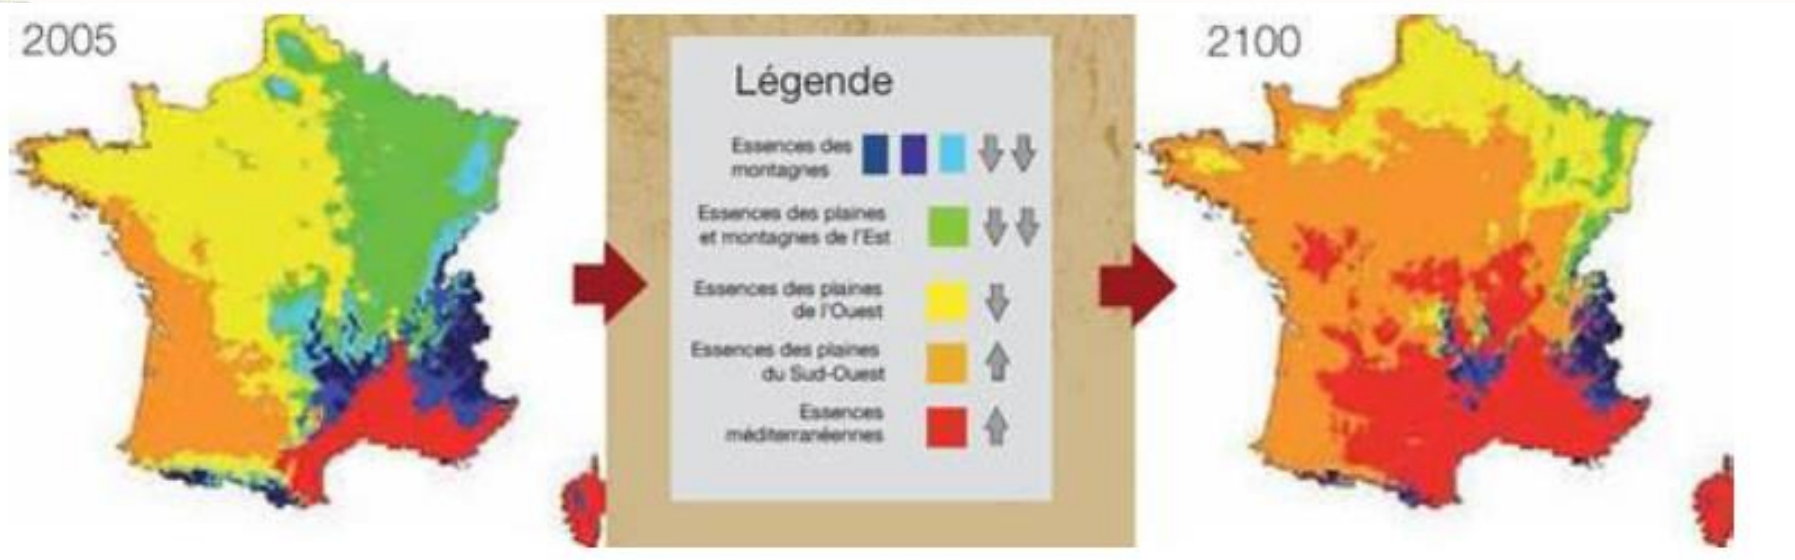 2005
Légende
Essences des
montagnes
Essences des plaines
et montagnes de l'Est
Essences des plaines
de l'Ouest
Essences des plaines
du Sud-Ouest
Essences
méditerranéennes
2100